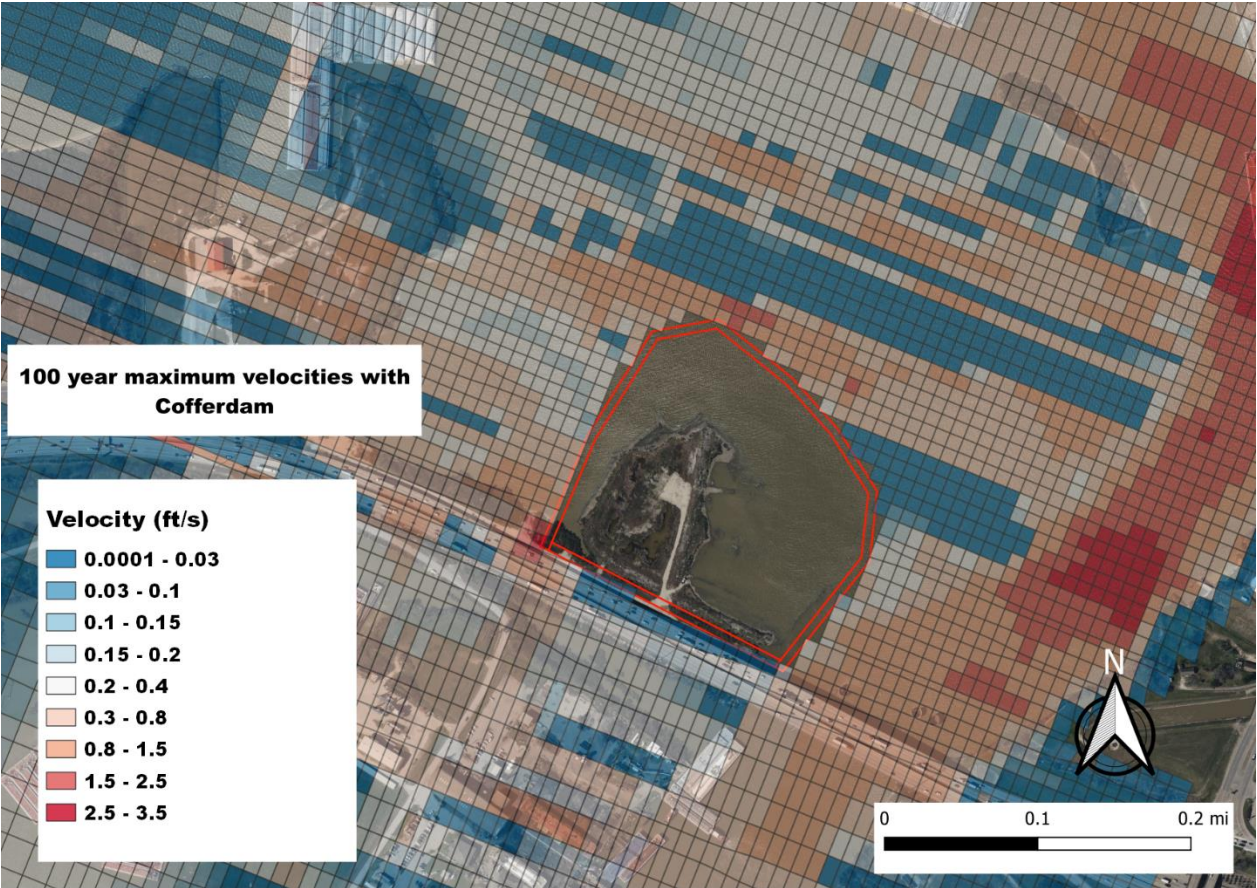 100 year maximum velocities with
Cofferdam
Velocity (ft/s)
0.0001 - 0.03
0.03 - 0.1
0.1 - 0.15
0.15 - 0.2
0.2 - 0.4
0.3 - 0.8
0.8 - 1.5
1.5 - 2.5
2.5 - 3.5
N
0 0.1 0.2 mi